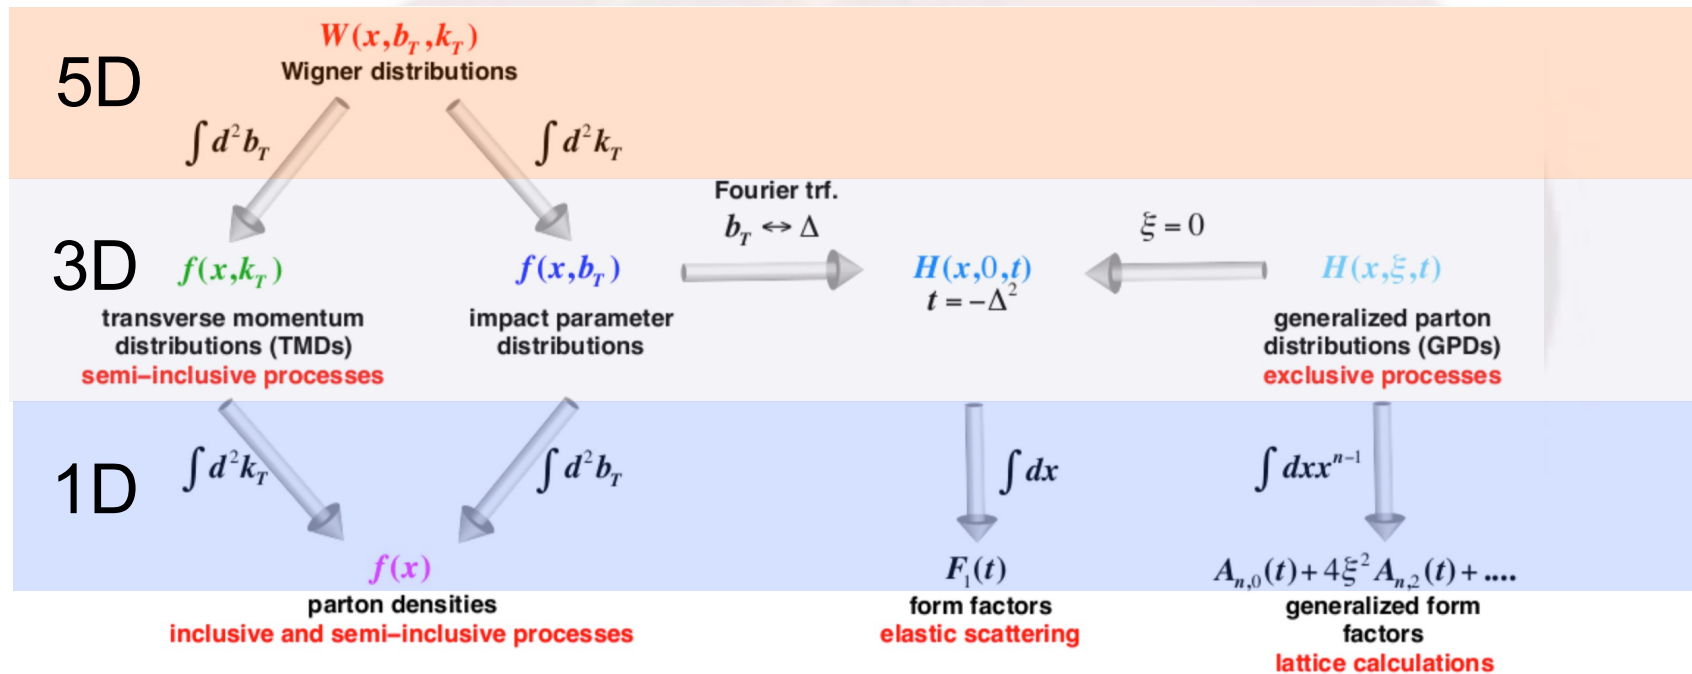 5D
W(x,b_T,k_T)
Wigner distributions
∫d²b_T
∫d²k_T
3D
Fourier trf.
b_T ↔ Δ
ξ = 0
f(x,k_T)
f(x,b_T)
H(x,0,t)
t = −Δ²
H(x,ξ,t)
transverse momentum
distributions (TMDs)
semi–inclusive processes
impact parameter
distributions
generalized parton
distributions (GPDs)
exclusive processes
1D
∫d²k_T
∫d²b_T
∫dx
∫dxx^{n−1}
f(x)
parton densities
inclusive and semi–inclusive processes
F_1(t)
form factors
elastic scattering
A_{n,0}(t) + 4ξ² A_{n,2}(t) + ....
generalized form
factors
lattice calculations